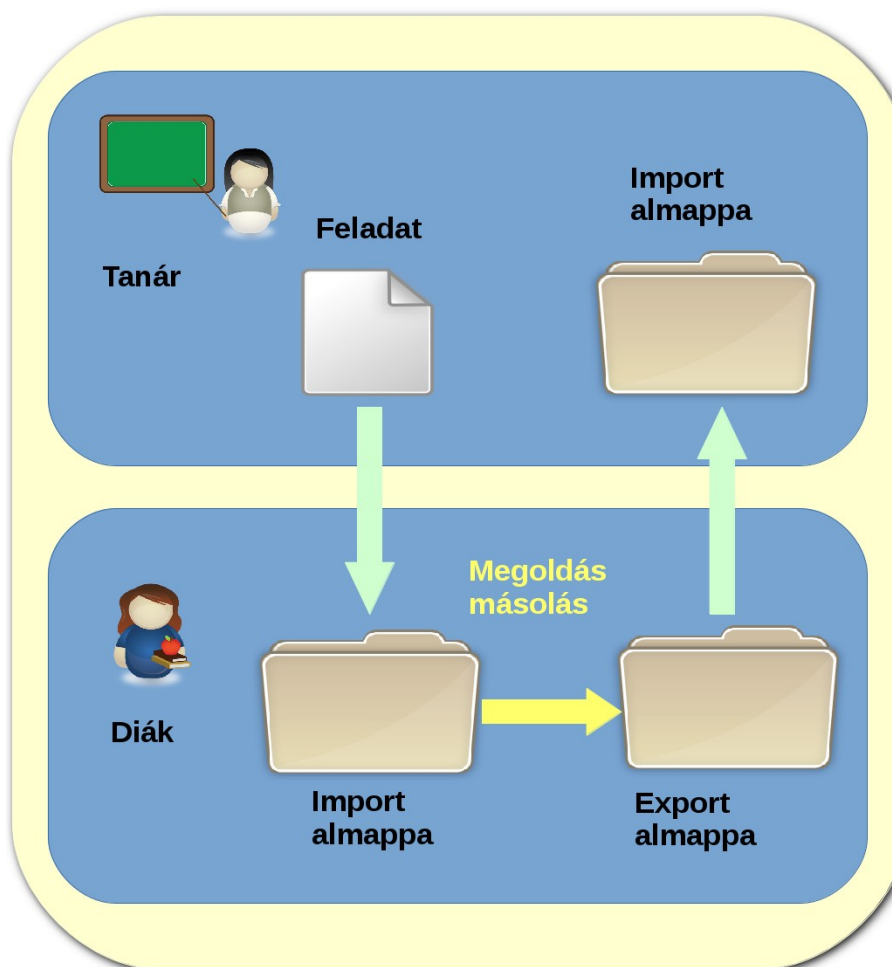 Import
almappa
Feladat
Tanár
Megoldás
másolás
Diák
Import
almappa
Export
almappa